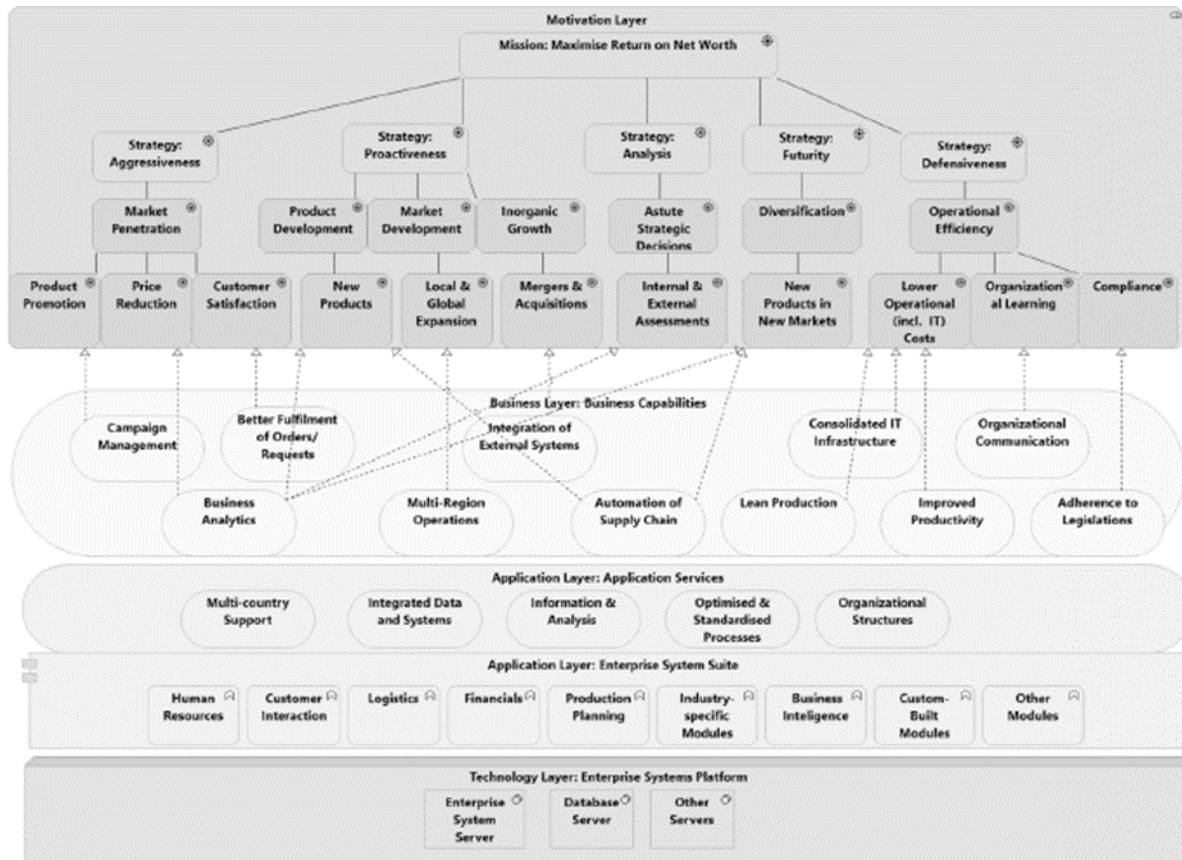 Motivation Layer
Mission: Maximise Return on Net Worth
Strategy:
Aggressiveness
Strategy:
Proactiveness
Strategy:
Analysis
Strategy:
Futurity
Strategy:
Defensiveness
Market
Penetration
Product
Development
Market
Development
Inorganic
Growth
Astute
Strategic
Decisions
Diversification
Operational
Efficiency
Product
Promotion
Price
Reduction
Customer
Satisfaction
New
Products
Local &
Global
Expansion
Mergers &
Acquisitions
Internal &
External
Assessments
New
Products in
New Markets
Lower
Operational
(incl. IT)
Costs
Organization
al Learning
Compliance
Business Layer: Business Capabilities
Campaign
Management
Better Fulfilment
of Orders/
Requests
Integration of
External Systems
Consolidated IT
Infrastructure
Organizational
Communication
Business
Analytics
Multi-Region
Operations
Automation of
Supply Chain
Lean Production
Improved
Productivity
Adherence to
Legislations
Application Layer: Application Services
Multi-country
Support
Integrated Data
and Systems
Information &
Analysis
Optimised &
Standardised
Processes
Organizational
Structures
Application Layer: Enterprise System Suite
Human
Resources
Customer
Interaction
Logistics
Financials
Production
Planning
Industry-
specific
Modules
Business
Inteligence
Custom-
Built
Modules
Other
Modules
Technology Layer: Enterprise Systems Platform
Enterprise
System
Server
Database
Server
Other
Servers